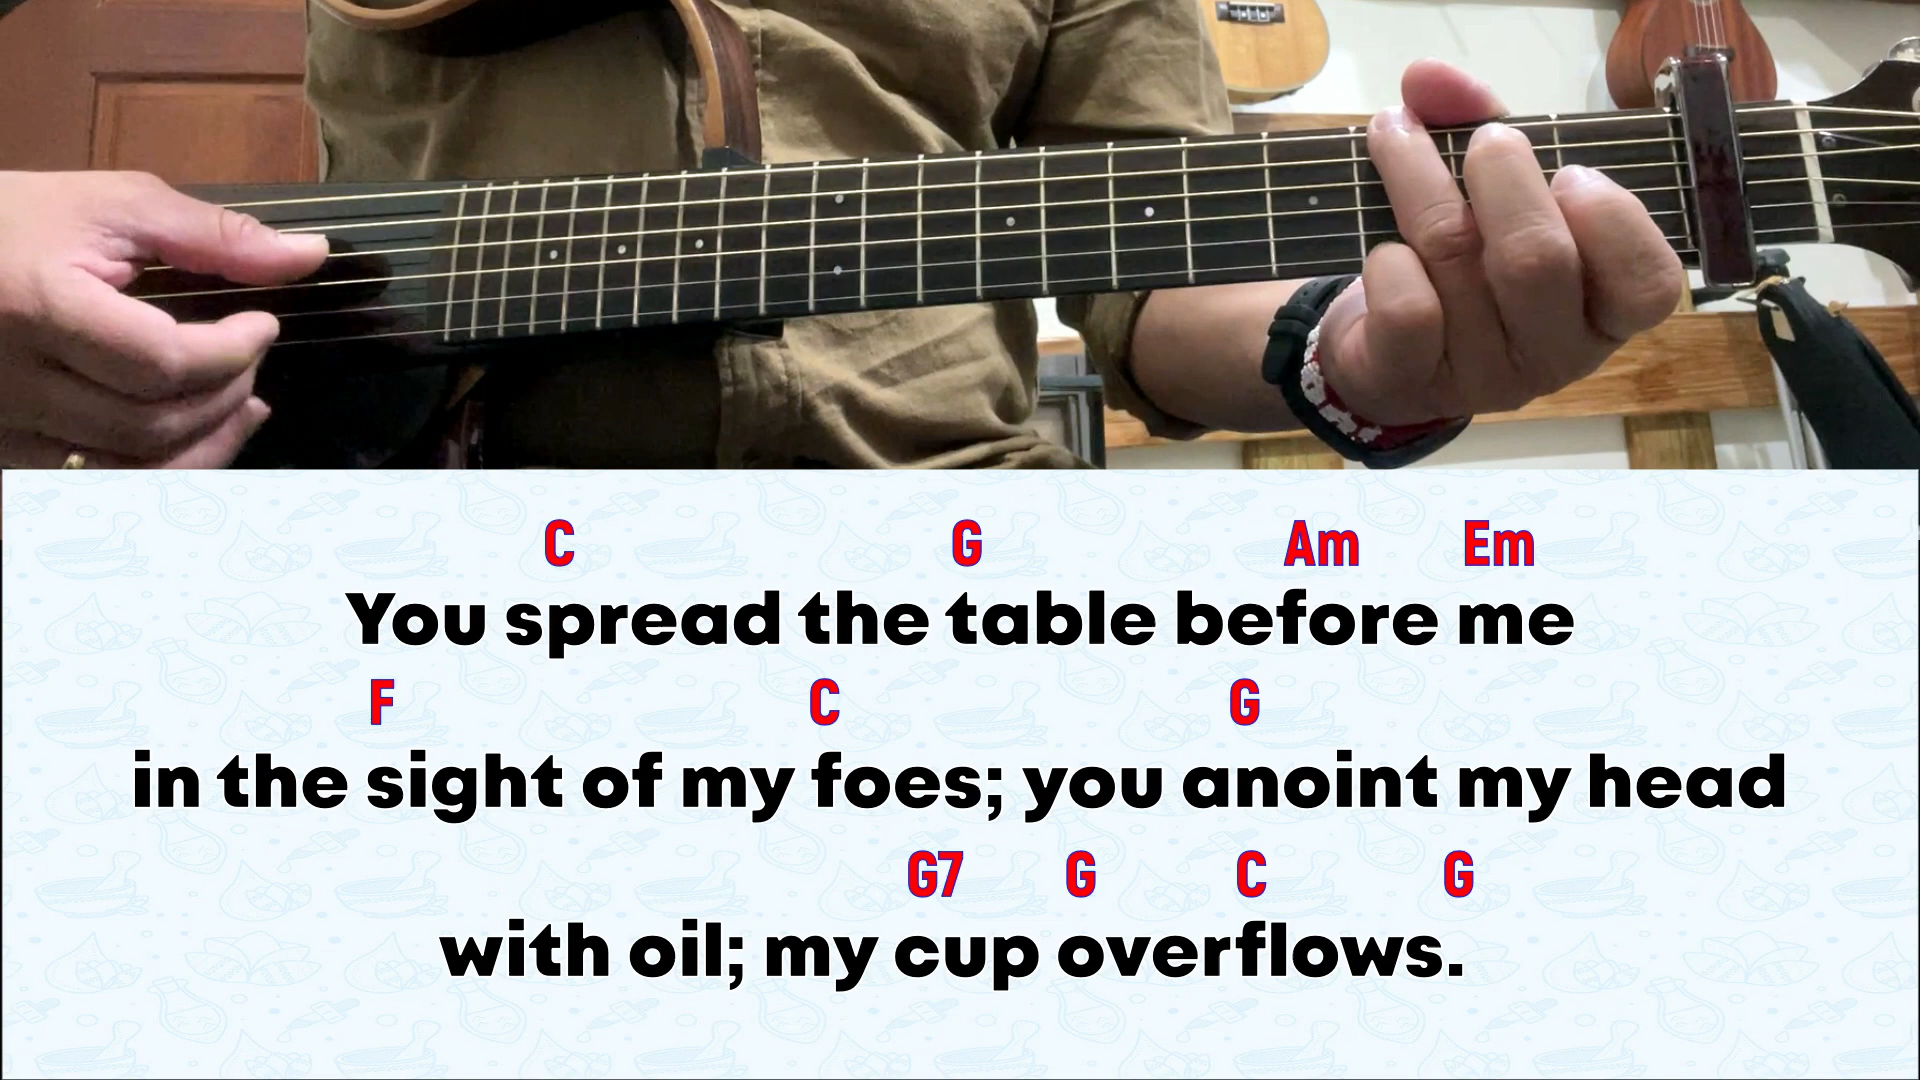 C G Am Em
You spread the table before me
F C G
in the sight of my foes; you anoint my head
G7 G C G
with oil; my cup overflows.